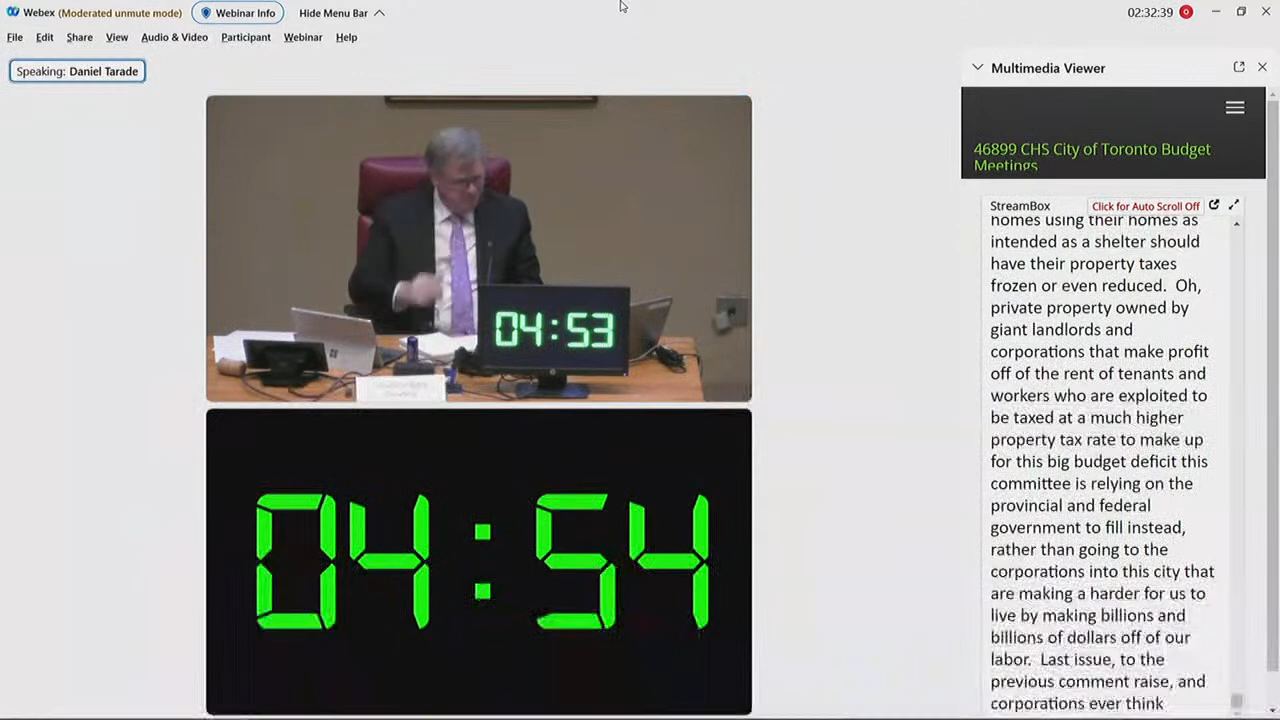 Webex (Moderated unmute mode) Webinar Info Hide Menu Bar 02:32:39
File Edit Share View Audio & Video Participant Webinar Help
Speaking: Daniel Tarade
04:53
04:54
Multimedia Viewer
46899 CHS City of Toronto Budget
Meetings
StreamBox Click for Auto Scroll Off
homes using their homes as
intended as a shelter should
have their property taxes
frozen or even reduced. Oh,
private property owned by
giant landlords and
corporations that make profit
off of the rent of tenants and
workers who are exploited to
be taxed at a much higher
property tax rate to make up
for this big budget deficit this
committee is relying on the
provincial and federal
government to fill instead,
rather than going to the
corporations into this city that
are making a harder for us to
live by making billions and
billions of dollars off of our
labor. Last issue, to the
previous comment raise, and
corporations ever think